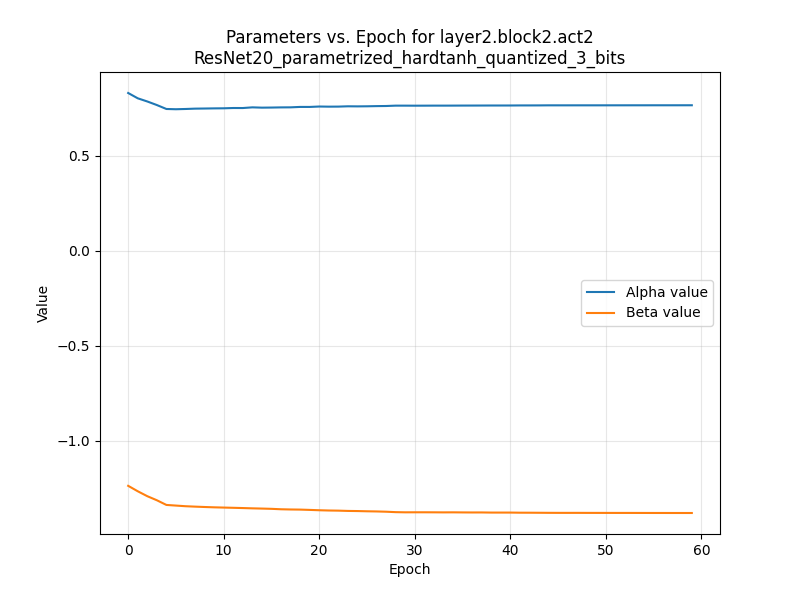 Parameters vs. Epoch for layer2.block2.act2
ResNet20_parametrized_hardtanh_quantized_3_bits
0.5
0.0
−0.5
−1.0
Value
Alpha value
Beta value
0
10
20
30
40
50
60
Epoch